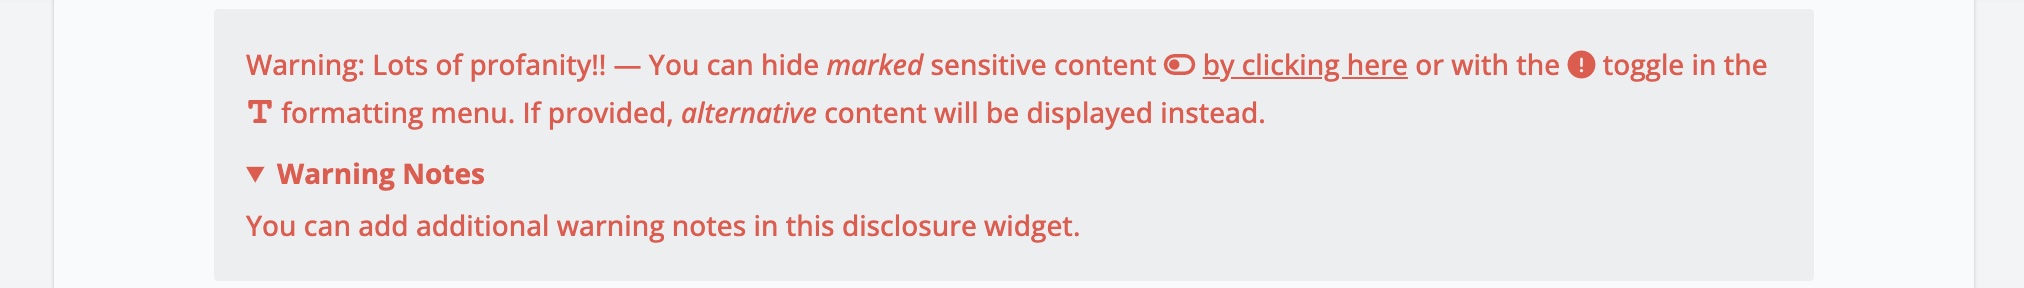 Warning: Lots of profanity!! — You can hide marked sensitive content by clicking here or with the toggle in the
T formatting menu. If provided, alternative content will be displayed instead.
Warning Notes
You can add additional warning notes in this disclosure widget.